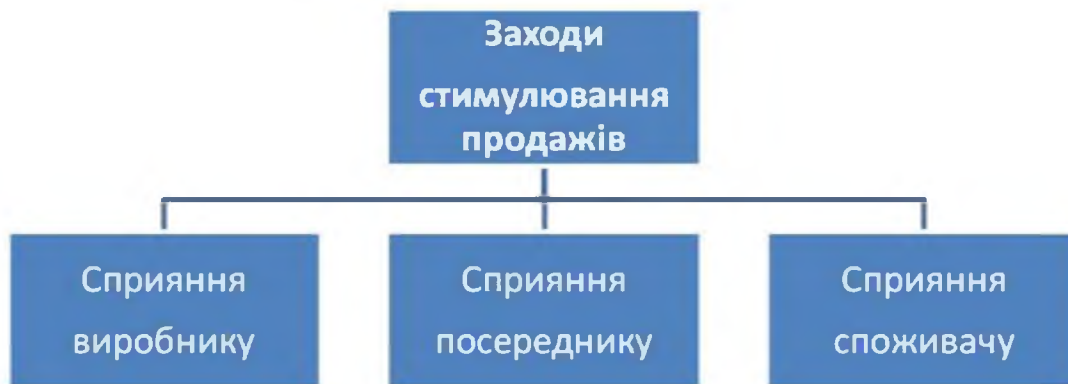 Заходи
стимулювання
продажів
Сприяння
виробнику
Сприяння
посереднику
Сприяння
споживачу